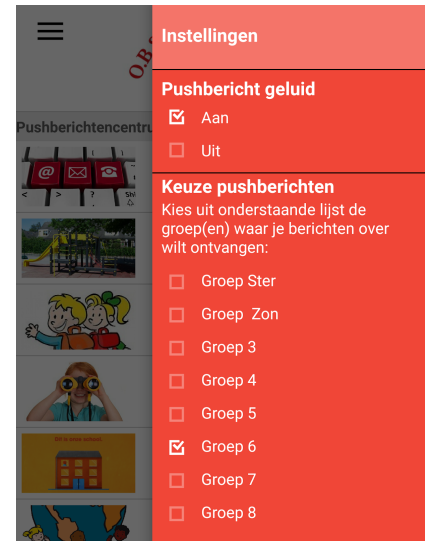 Instellingen
O.B.
Pushberichtencentru
Pushbericht geluid
Aan
Uit
Keuze pushberichten
Kies uit onderstaande lijst de
groep(en) waar je berichten over
wilt ontvangen:
Groep Ster
Groep Zon
Groep 3
Groep 4
Groep 5
Groep 6
Groep 7
Groep 8